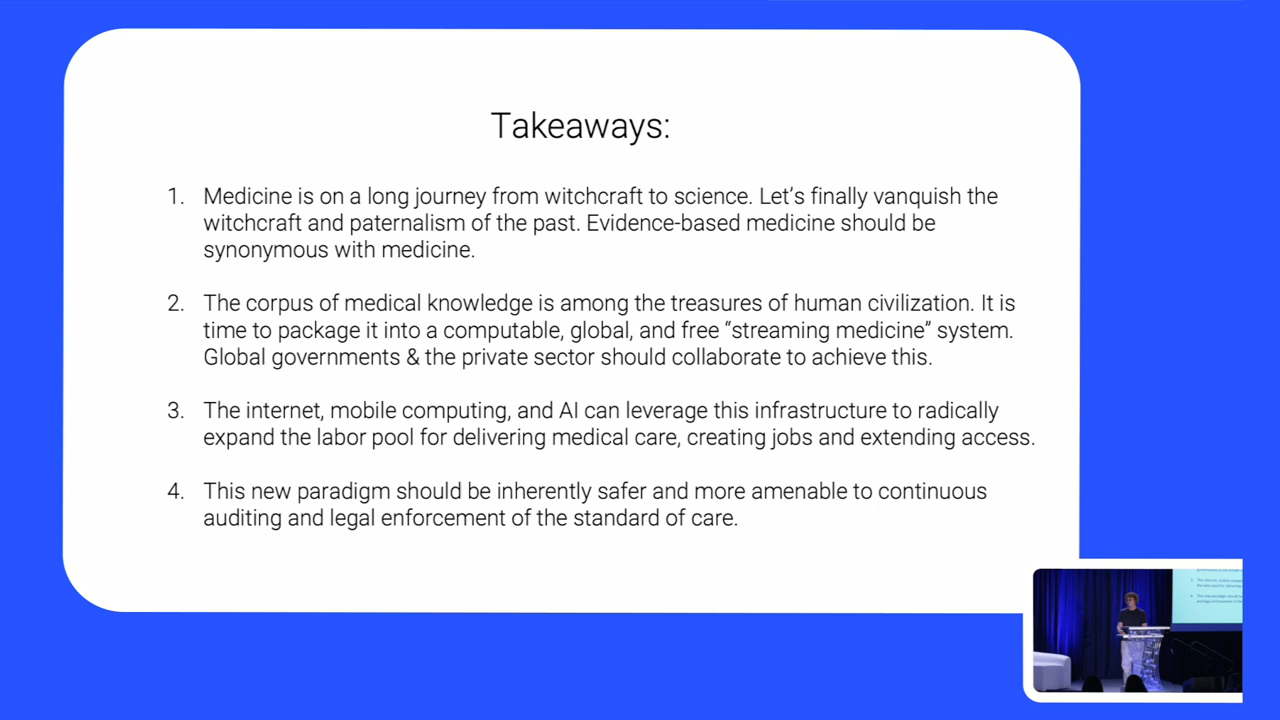 Takeaways:
1. Medicine is on a long journey from witchcraft to science. Let's finally vanquish the
witchcraft and paternalism of the past. Evidence-based medicine should be
synonymous with medicine.
2. The corpus of medical knowledge is among the treasures of human civilization. It is
time to package it into a computable, global, and free “streaming medicine” system.
Global governments & the private sector should collaborate to achieve this.
3. The internet, mobile computing, and AI can leverage this infrastructure to radically
expand the labor pool for delivering medical care, creating jobs and extending access.
4. This new paradigm should be inherently safer and more amenable to continuous
auditing and legal enforcement of the standard of care.